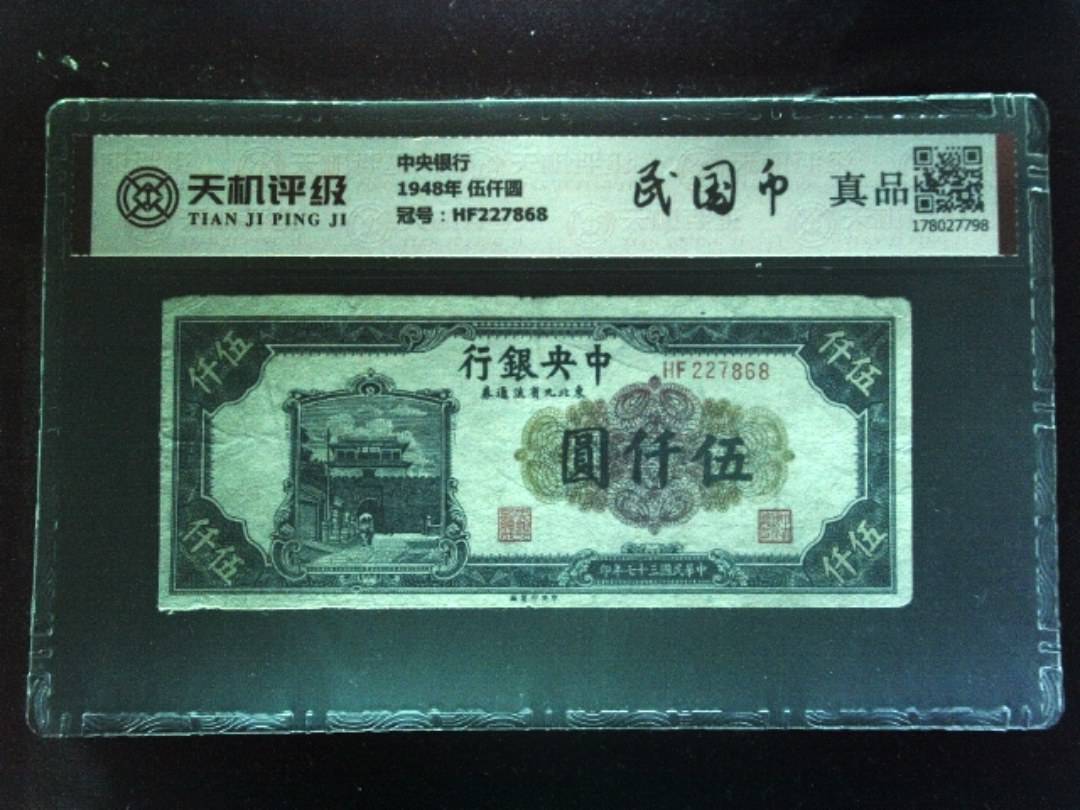 天机评级
TIAN JI PING JI
中央银行
1948年 伍仟圆
冠号：HF227868
民国币
真品
178027798
伍仟
伍仟
中央銀行
HF 227868
東北九省流通券
伍仟圓
伍仟
伍仟
中華民國三十七年印